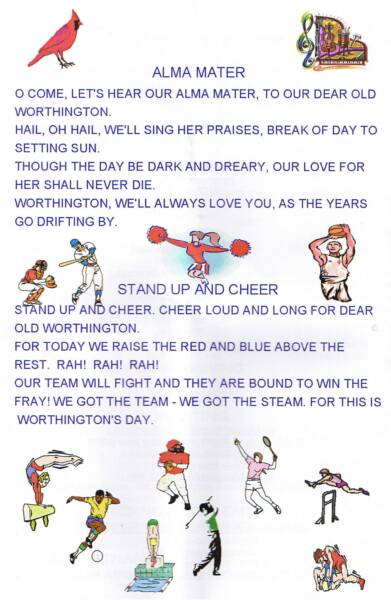 ALMA MATER
O COME, LET'S HEAR OUR ALMA MATER, TO OUR DEAR OLD
WORTHINGTON.
HAIL, OH HAIL, WE'LL SING HER PRAISES, BREAK OF DAY TO
SETTING SUN.
THOUGH THE DAY BE DARK AND DREARY, OUR LOVE FOR
HER SHALL NEVER DIE.
WORTHINGTON, WE'LL ALWAYS LOVE YOU, AS THE YEARS
GO DRIFTING BY.
STAND UP AND CHEER
STAND UP AND CHEER. CHEER LOUD AND LONG FOR DEAR
OLD WORTHINGTON.
FOR TODAY WE RAISE THE RED AND BLUE ABOVE THE
REST. RAH! RAH! RAH!
OUR TEAM WILL FIGHT AND THEY ARE BOUND TO WIN THE
FRAY! WE GOT THE TEAM - WE GOT THE STEAM. FOR THIS IS
WORTHINGTON'S DAY.